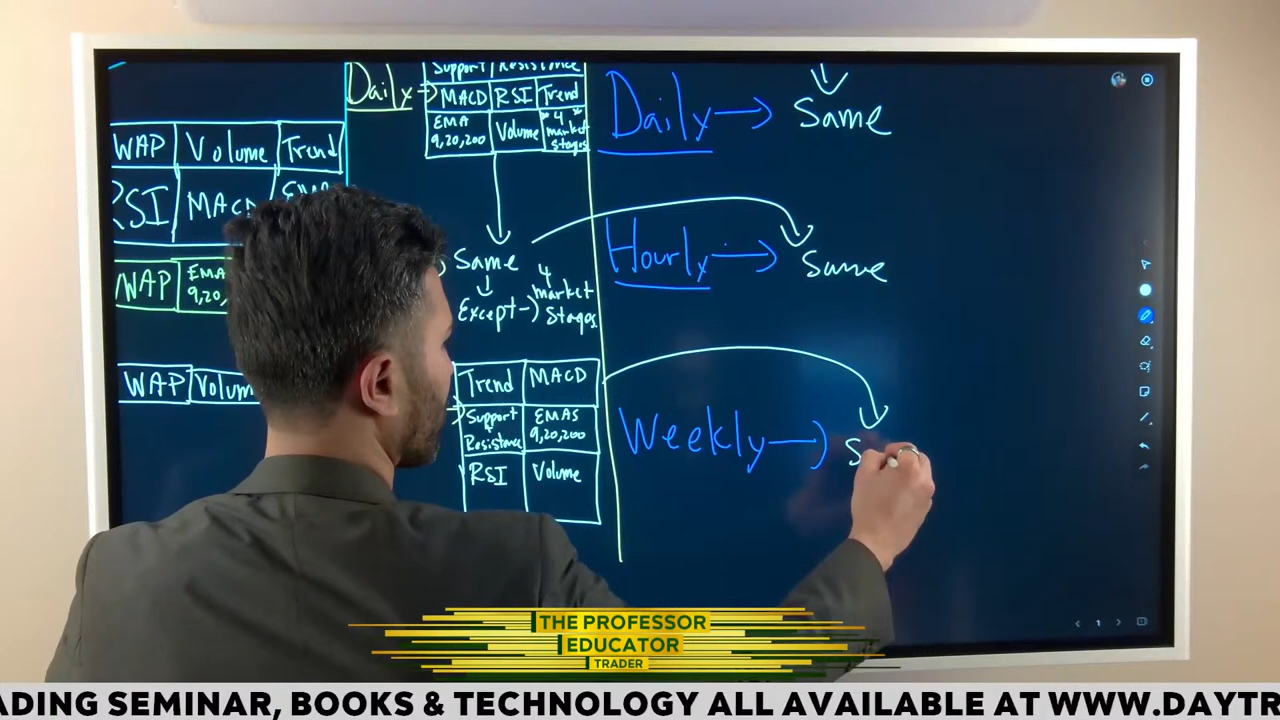 WAP Volume Trend
RSI MACD
WAP EMA
9,20,
WAP Volum
Daily
Support Resistance
MACD RSI Trend
EMA
9,20,200
Volume
* 4 *
market
stages
Same
Except
4
market
Stages
Trend MACD
Support
Resistance
EMAS
9,20,200
RSI Volume
Daily Same
Hourly Same
Weekly S
1
THE PROFESSOR
EDUCATOR
TRADER
ADING SEMINAR, BOOKS & TECHNOLOGY ALL AVAILABLE AT WWW.DAYTR